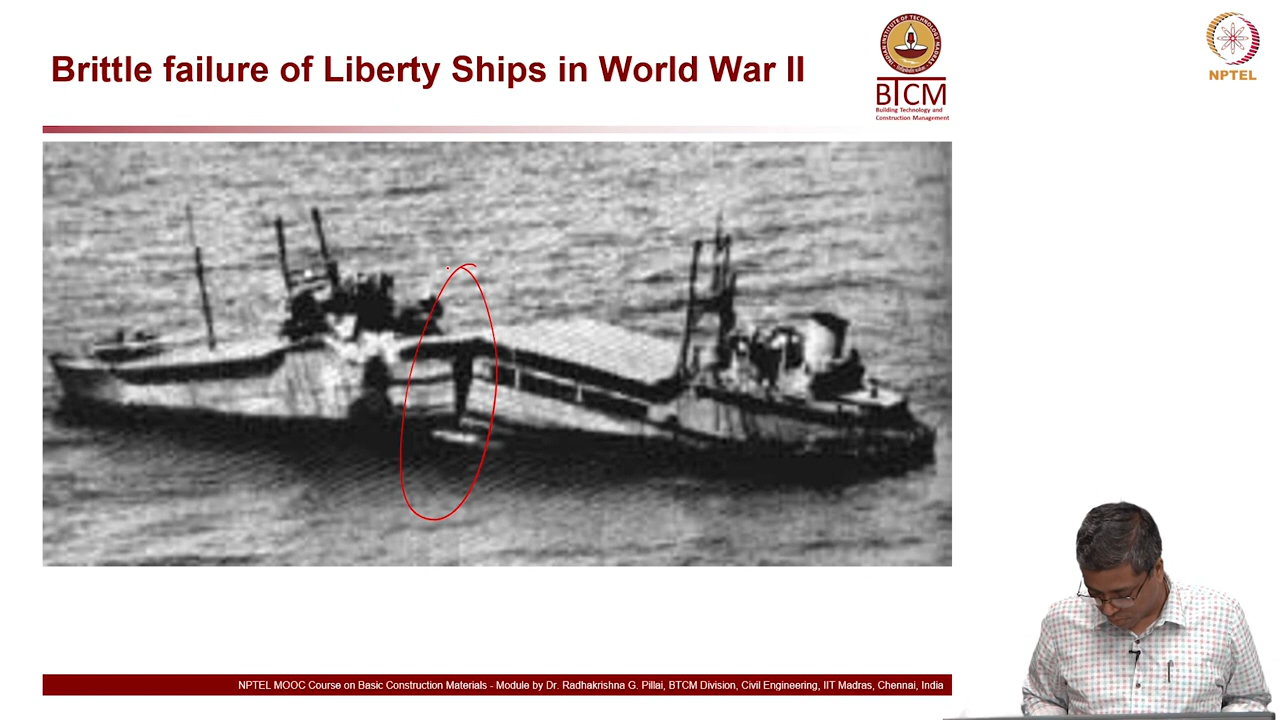 Brittle failure of Liberty Ships in World War II
BTCM
Building Technology and
Construction Management
NPTEL
NPTEL MOOC Course on Basic Construction Materials - Module by Dr. Radhakrishna G. Pillai, BTCM Division, Civil Engineering, IIT Madras, Chennai, India